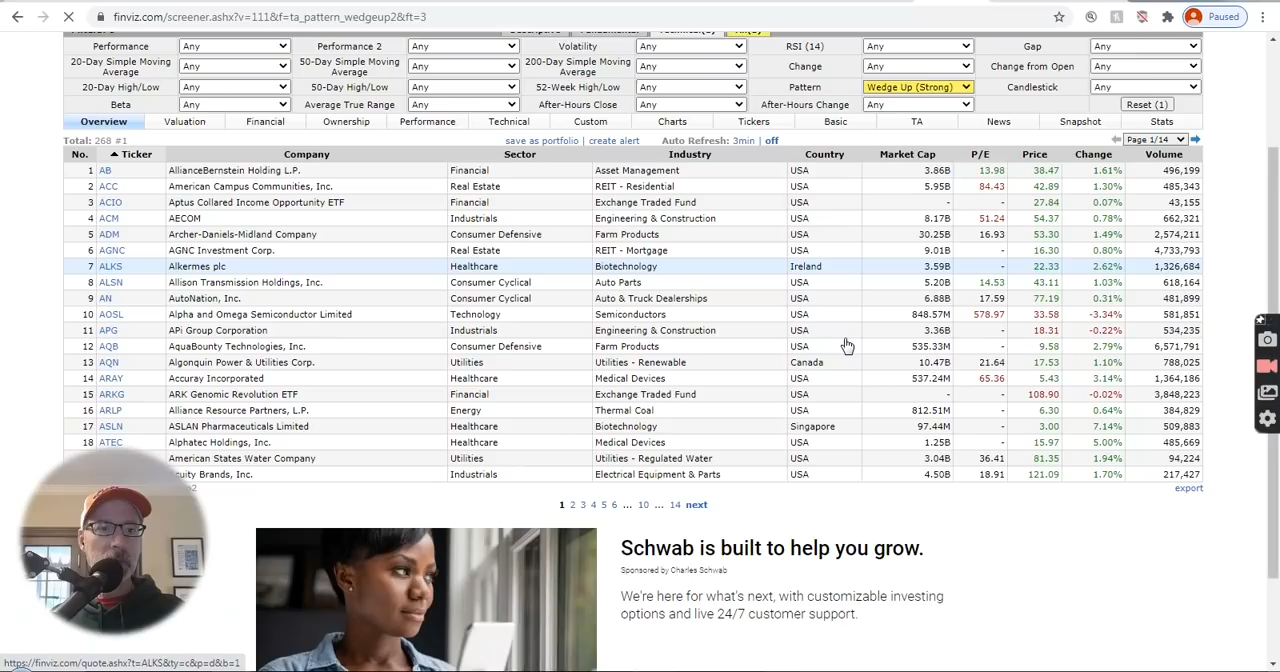 finviz.com/screener.ashx?v=111&f=ta_pattern_wedgeup2&ft=3
Paused
Performance Any Performance 2 Any Volatility Any RSI (14) Any Gap Any
20-Day Simple Moving Average Any 50-Day Simple Moving Average Any 200-Day Simple Moving Average Any Change Any Change from Open Any
20-Day High/Low Any 50-Day High/Low Any 52-Week High/Low Any Pattern Wedge Up (Strong) Candlestick Any
Beta Any Average True Range Any After-Hours Close Any After-Hours Change Any Reset (1)
Overview Valuation Financial Ownership Performance Technical Custom Charts Tickers Basic TA News Snapshot Stats
Total: 268 #1 save as portfolio | create alert Auto Refresh: 3min | off Page 1/14
No. Ticker Company Sector Industry Country Market Cap P/E Price Change Volume
1 AB AllianceBernstein Holding L.P. Financial Asset Management USA 3.86B 13.98 38.47 1.61% 496,199
2 ACC American Campus Communities, Inc. Real Estate REIT - Residential USA 5.95B 84.43 42.89 1.30% 485,343
3 ACIO Aptus Collared Income Opportunity ETF Financial Exchange Traded Fund USA - - 27.84 0.07% 43,155
4 ACM AECOM Industrials Engineering & Construction USA 8.17B 51.24 54.37 0.78% 662,321
5 ADM Archer-Daniels-Midland Company Consumer Defensive Farm Products USA 30.25B 16.93 53.30 1.49% 2,574,211
6 AGNC AGNC Investment Corp. Real Estate REIT - Mortgage USA 9.01B - 16.30 0.80% 4,733,793
7 ALKS Alkermes plc Healthcare Biotechnology Ireland 3.59B - 22.33 2.62% 1,326,684
8 ALSN Allison Transmission Holdings, Inc. Consumer Cyclical Auto Parts USA 5.20B 14.53 43.11 1.03% 618,164
9 AN AutoNation, Inc. Consumer Cyclical Auto & Truck Dealerships USA 6.88B 17.59 77.19 0.31% 481,899
10 AOSL Alpha and Omega Semiconductor Limited Technology Semiconductors USA 848.57M 578.97 33.58 -3.34% 581,851
11 APG APi Group Corporation Industrials Engineering & Construction USA 3.36B - 18.31 -0.22% 534,235
12 AQB AquaBounty Technologies, Inc. Consumer Defensive Farm Products USA 535.33M - 9.58 2.79% 6,571,791
13 AQN Algonquin Power & Utilities Corp. Utilities Utilities - Renewable Canada 10.47B 21.64 17.53 1.10% 788,025
14 ARAY Accuray Incorporated Healthcare Medical Devices USA 537.24M 65.36 5.43 3.14% 1,364,186
15 ARKG ARK Genomic Revolution ETF Financial Exchange Traded Fund USA - - 108.90 -0.02% 3,848,223
16 ARLP Alliance Resource Partners, L.P. Energy Thermal Coal USA 812.51M - 6.30 0.64% 384,829
17 ASLN ASLAN Pharmaceuticals Limited Healthcare Biotechnology Singapore 97.44M - 3.00 7.14% 509,883
18 ATEC Alphatec Holdings, Inc. Healthcare Medical Devices USA 1.25B - 15.97 5.00% 485,669
American States Water Company Utilities Utilities - Regulated Water USA 3.04B 36.41 81.35 1.94% 94,224
cuity Brands, Inc. Industrials Electrical Equipment & Parts USA 4.50B 18.91 121.09 1.70% 217,427
export
1 2 3 4 5 6 ... 10 ... 14 next
Schwab is built to help you grow.
Sponsored by Charles Schwab
We're here for what's next, with customizable investing
options and live 24/7 customer support.
https://finviz.com/quote.ashx?t=ALKS&ty=c&p=d&b=1